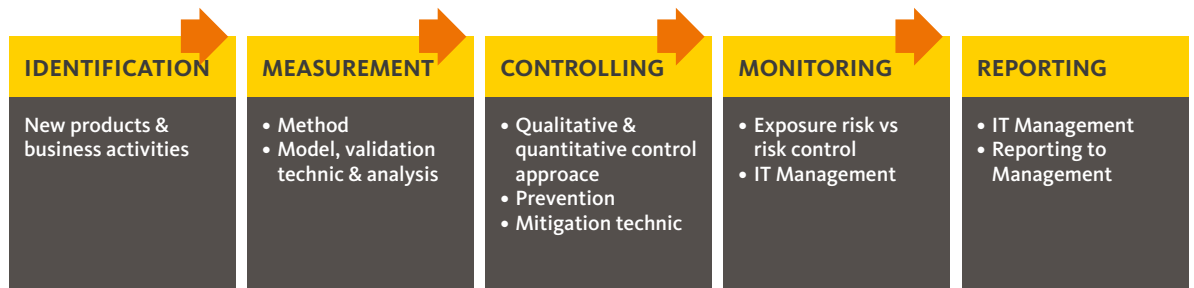 IDENTIFICATION
New products &
business activities
MEASUREMENT
• Method
• Model, validation
technic & analysis
CONTROLLING
• Qualitative &
quantitative control
approace
• Prevention
• Mitigation technic
MONITORING
• Exposure risk vs
risk control
• IT Management
REPORTING
• IT Management
• Reporting to
Management